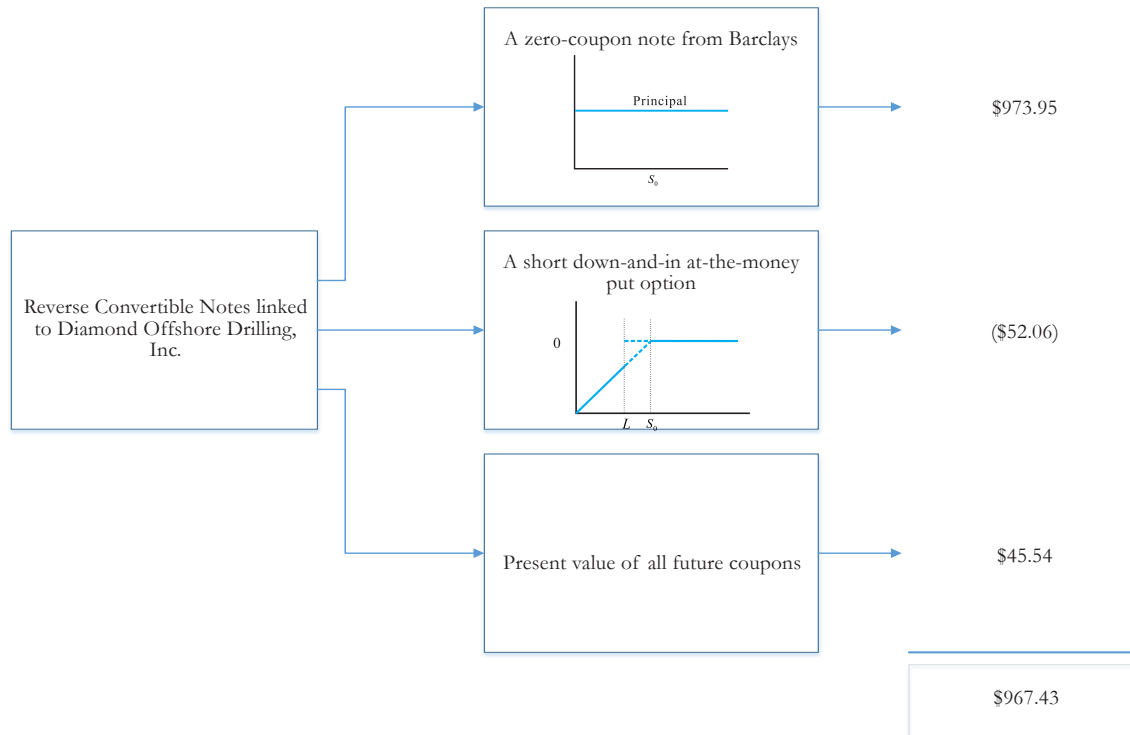 A zero-coupon note from Barclays
Principal
S₀
$973.95
Reverse Convertible Notes linked
to Diamond Offshore Drilling,
Inc.
A short down-and-in at-the-money
put option
0
L S₀
($52.06)
Present value of all future coupons
$45.54
$967.43